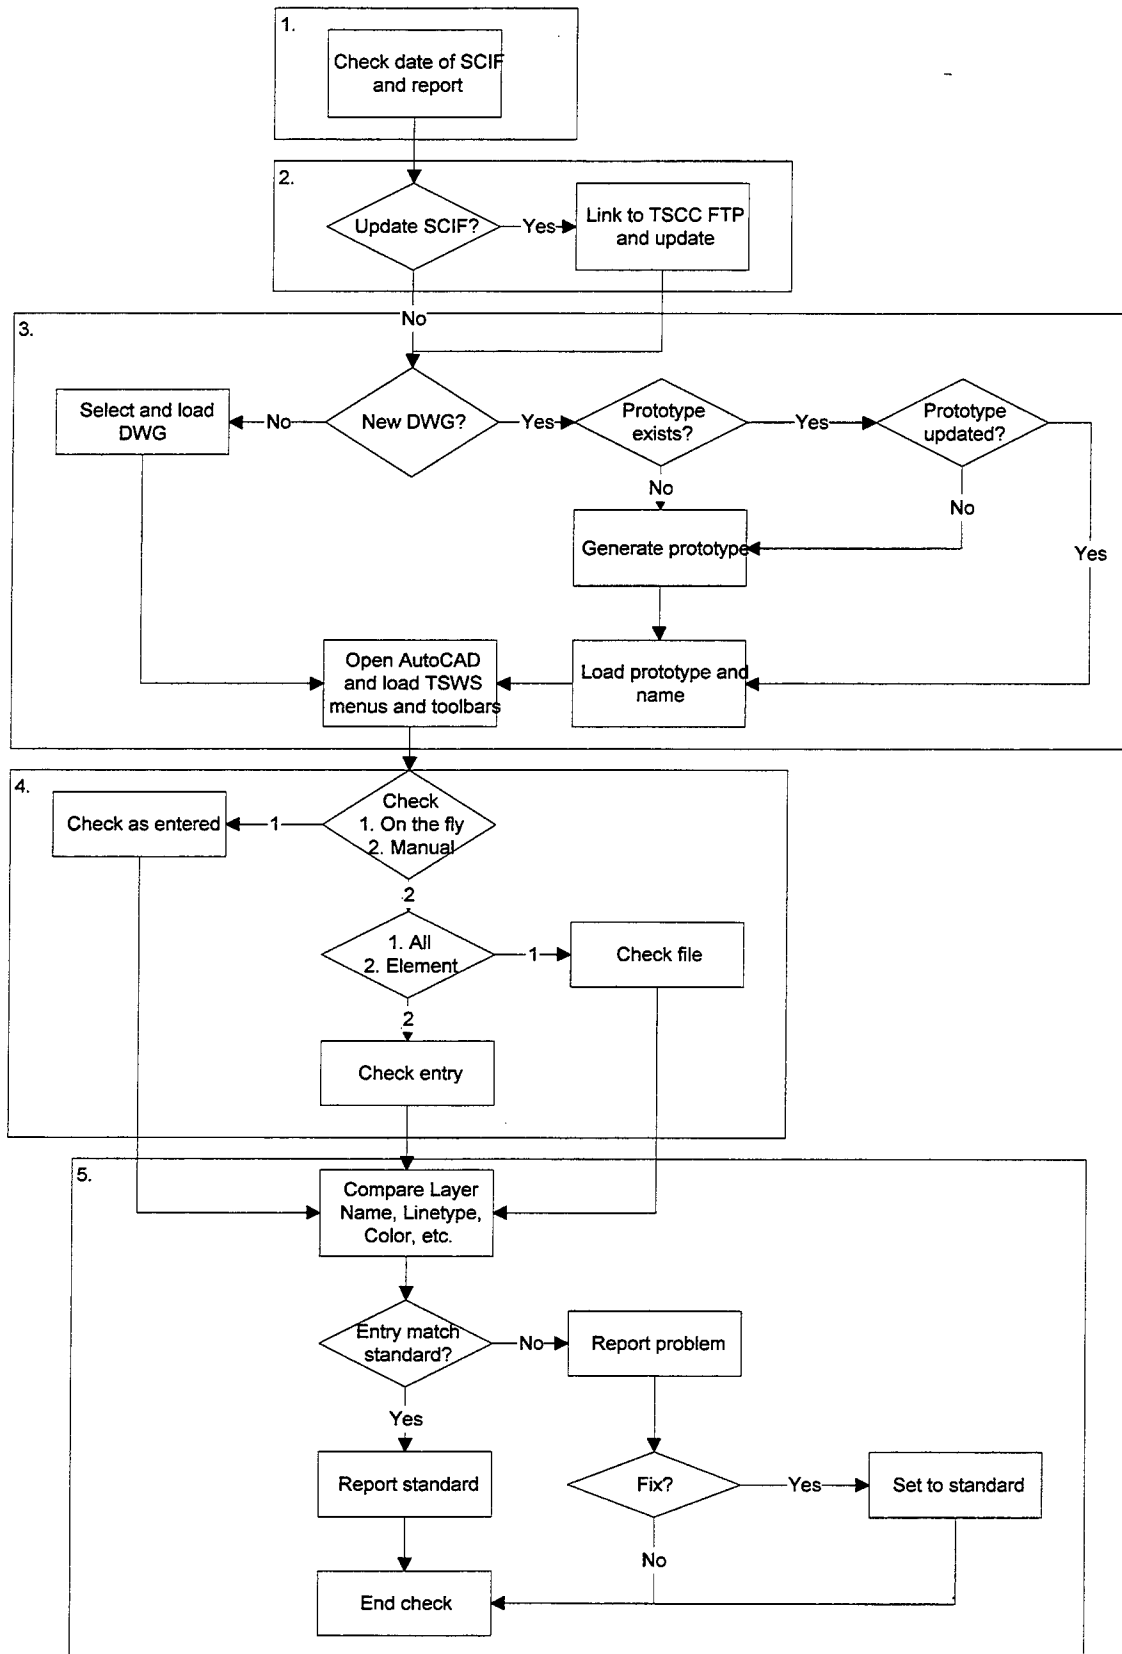 1.
Check date of SCIF
and report
2.
Update SCIF?
Yes
Link to TSCC FTP
and update
No
3.
Select and load
DWG
No
New DWG?
Yes
Prototype
exists?
Yes
Prototype
updated?
No
No
Generate prototype
Yes
Open AutoCAD
and load TSWS
menus and toolbars
Load prototype and
name
4.
Check as entered
1
Check
1. On the fly
2. Manual
2
1. All
2. Element
1
Check file
2
Check entry
5.
Compare Layer
Name, Linetype,
Color, etc.
Entry match
standard?
No
Report problem
Yes
Report standard
Fix?
Yes
Set to standard
No
End check